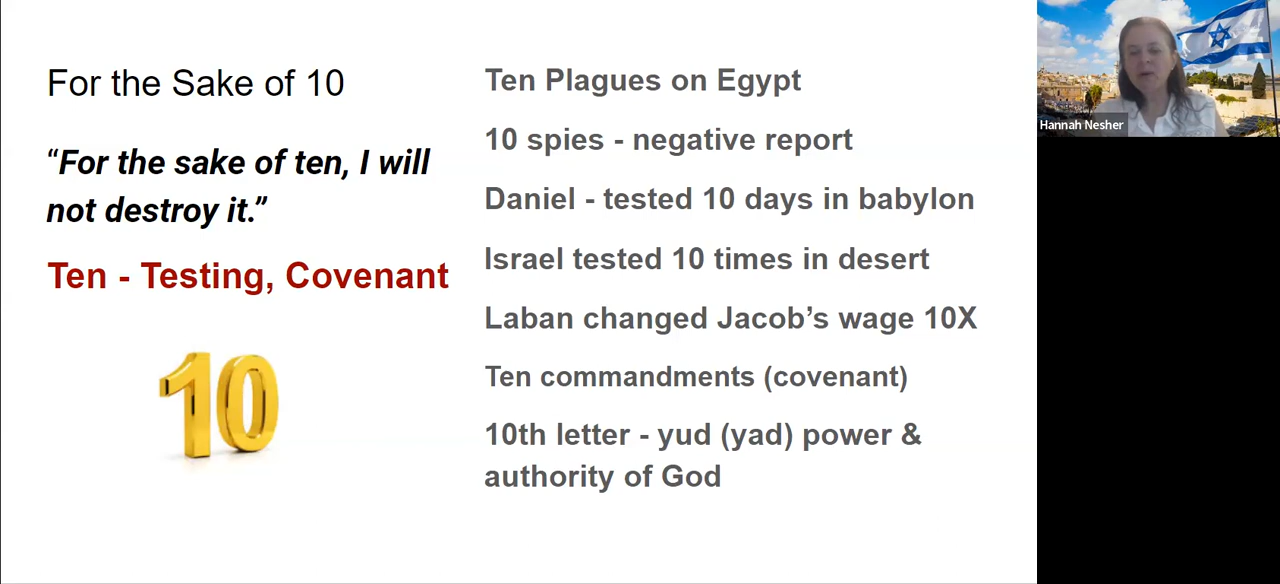 For the Sake of 10
“For the sake of ten, I will
not destroy it.”
Ten - Testing, Covenant
10
Ten Plagues on Egypt
10 spies - negative report
Daniel - tested 10 days in babylon
Israel tested 10 times in desert
Laban changed Jacob’s wage 10X
Ten commandments (covenant)
10th letter - yud (yad) power &
authority of God
Hannah Nesher